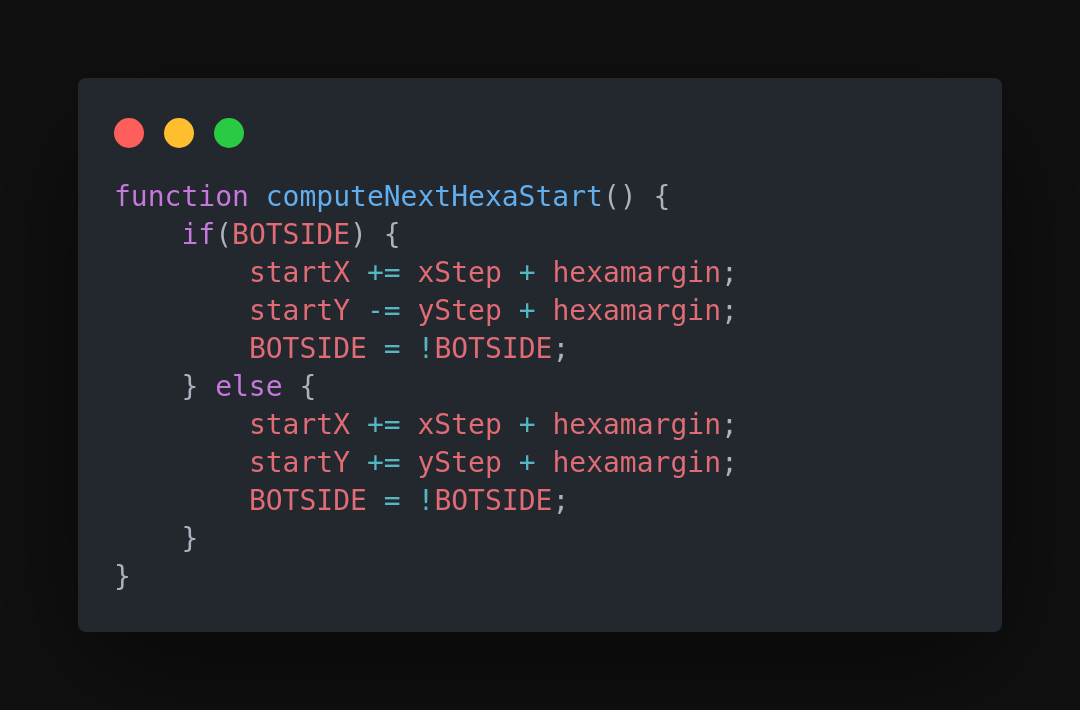 function computeNextHexaStart() {
    if(BOTSIDE) {
        startX += xStep + hexamargin;
        startY -= yStep + hexamargin;
        BOTSIDE = !BOTSIDE;
    } else {
        startX += xStep + hexamargin;
        startY += yStep + hexamargin;
        BOTSIDE = !BOTSIDE;
    }
}